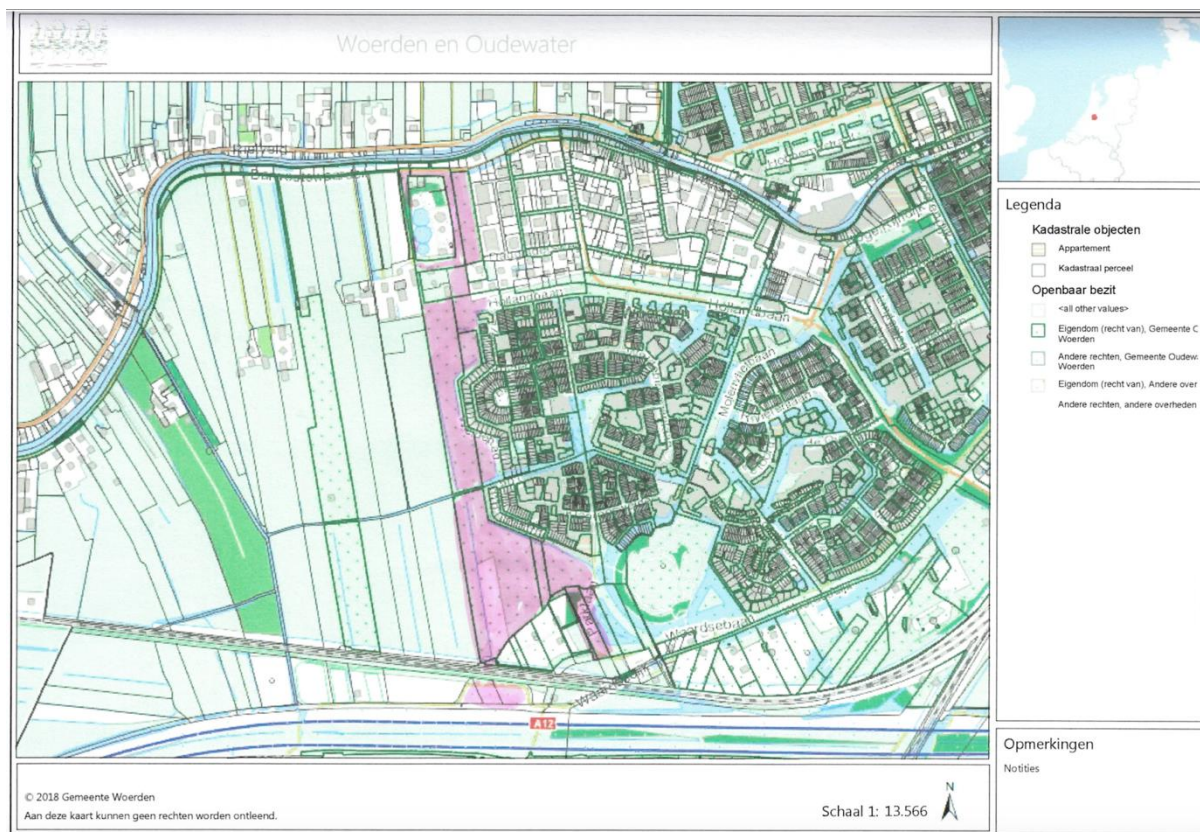 Woerden en Oudewater
Hollandbaan
Hollandbaan
Molenvlietbaan
Waardsebaan
A12
Legenda
Kadastrale objecten
Appartement
Kadastraal perceel
Openbaar bezit
<all other values>
Eigendom (recht van), Gemeente O
Woerden
Andere rechten, Gemeente Oudew
Woerden
Eigendom (recht van), Andere over
Andere rechten, andere overheden
Opmerkingen
Notities
© 2018 Gemeente Woerden
Aan deze kaart kunnen geen rechten worden ontleend.
Schaal 1: 13.566
N